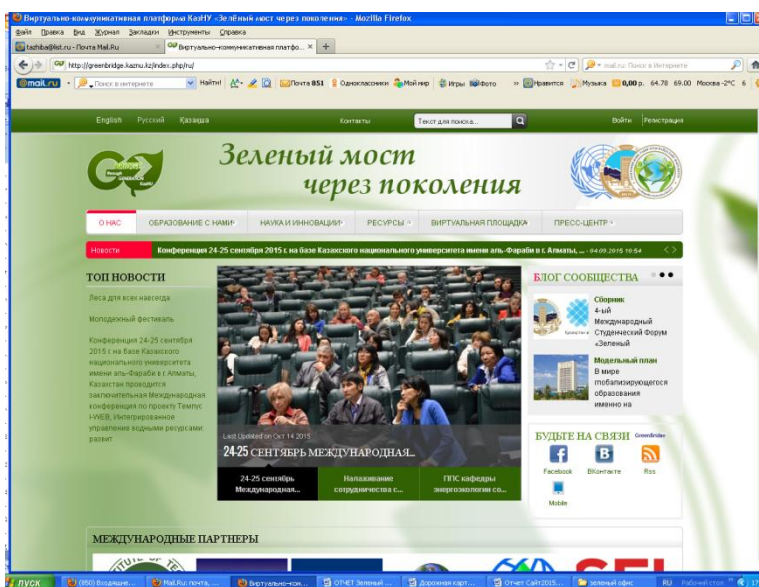 Виртуально-коммуникативная платформа КазНУ «Зелёный мост через поколения» - Mozilla Firefox
Файл Правка Вид Журнал Закладки Инструменты Справка
tazhiba@list.ru - Почта Mail.Ru
Виртуально-коммуникативная платфо...
http://greenbridge.kaznu.kz/index.php/ru/
mail.ru: Поиск в Интернете
@mail.ru Поиск в интернете Найти! Почта 851 Одноклассники Мой мир Игры Фото Нравится Музыка 0,00 р. 64.70 69.00 Москва -2°C 6
English Русский Қазақша Контакты Текст для поиска... Войти Регистрация
Зеленый мост
через поколения
О НАС ОБРАЗОВАНИЕ С НАМИ НАУКА И ИННОВАЦИИ РЕСУРСЫ ВИРТУАЛЬНАЯ ПЛОЩАДКА ПРЕСС-ЦЕНТР
Новости Конференция 24-25 сентября 2015 г. на базе Казахского национального университета имени аль-Фараби в г. Алматы, ... - 04.09.2015 16:54
ТОП НОВОСТИ
Леса для всех навсегда
Молодежный фестиваль
Конференция 24-25 сентября
2015 г. на базе Казахского
национального университета
имени аль-Фараби в г. Алматы,
Казахстан проводится
заключительная Международная
конференция по проекту Темпус
I-WEB, Интегрированное
управление водными ресурсами:
развит
Last Updated on Oct 14 2015
24-25 СЕНТЯБРЬ МЕЖДУНАРОДНАЯ...
24-25 сентябрь
Международная...
Налаживание
сотрудничества с...
ППС кафедры
энергоэкологии со...
БЛОГ СООБЩЕСТВА
Сборник
4-ый
Международный
Студенческий Форум
«Зеленый
Модельный план
В мире
глобализирующегося
образования
именно на
БУДЬТЕ НА СВЯЗИ Greenbridge
Facebook ВКонтакте Rss
Mobile
МЕЖДУНАРОДНЫЕ ПАРТНЕРЫ
пуск (850) Входящие... Mail.Ru: почта, ... Виртуально-ком... ОТЧЕТ Зеленый ... Дорожная карт... Отчет Сайт2015... зеленый офис RU Рабочий стол